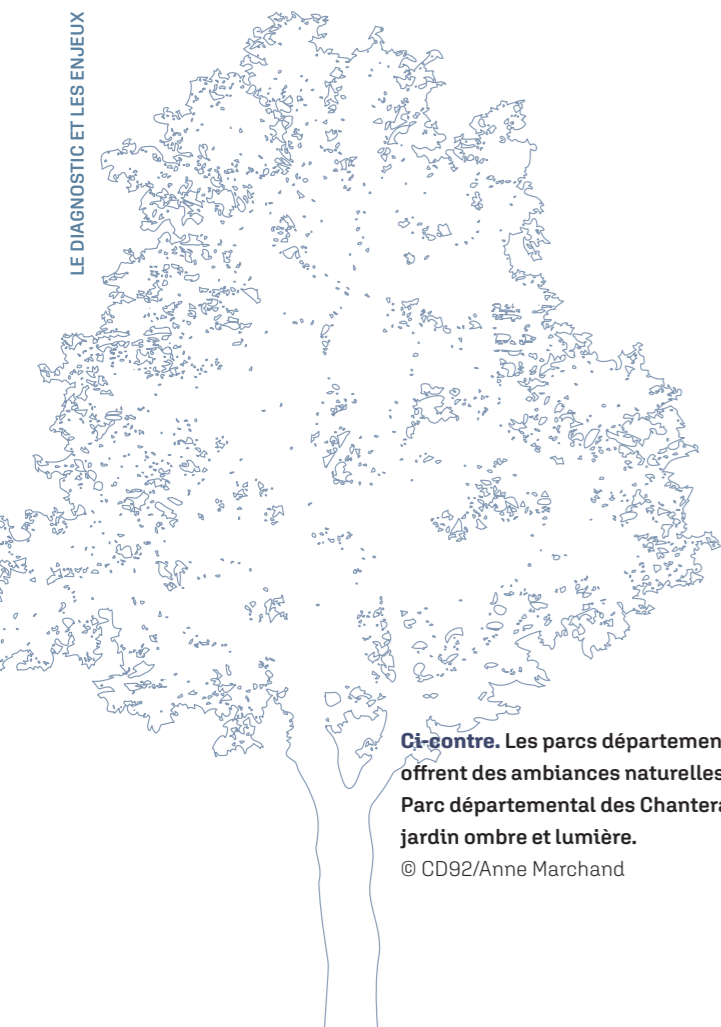 LE DIAGNOSTIC ET LES ENJEUX
Ci-contre. Les parcs
offrent des ambiances naturelles
Parc départemental des
jardin ombre et lumière.
© CD92/Anne Marchand